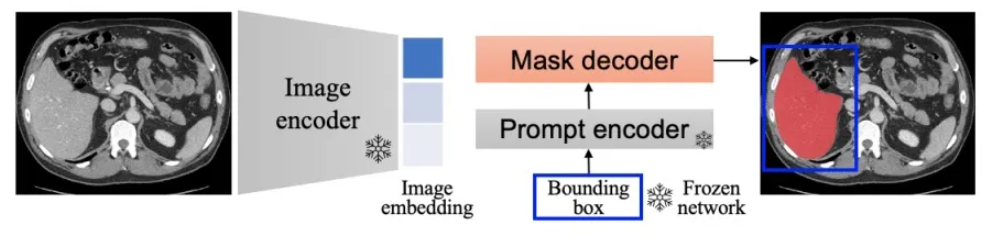 Image
encoder
Image
embedding
Mask decoder
Prompt encoder
Bounding
box
Frozen
network